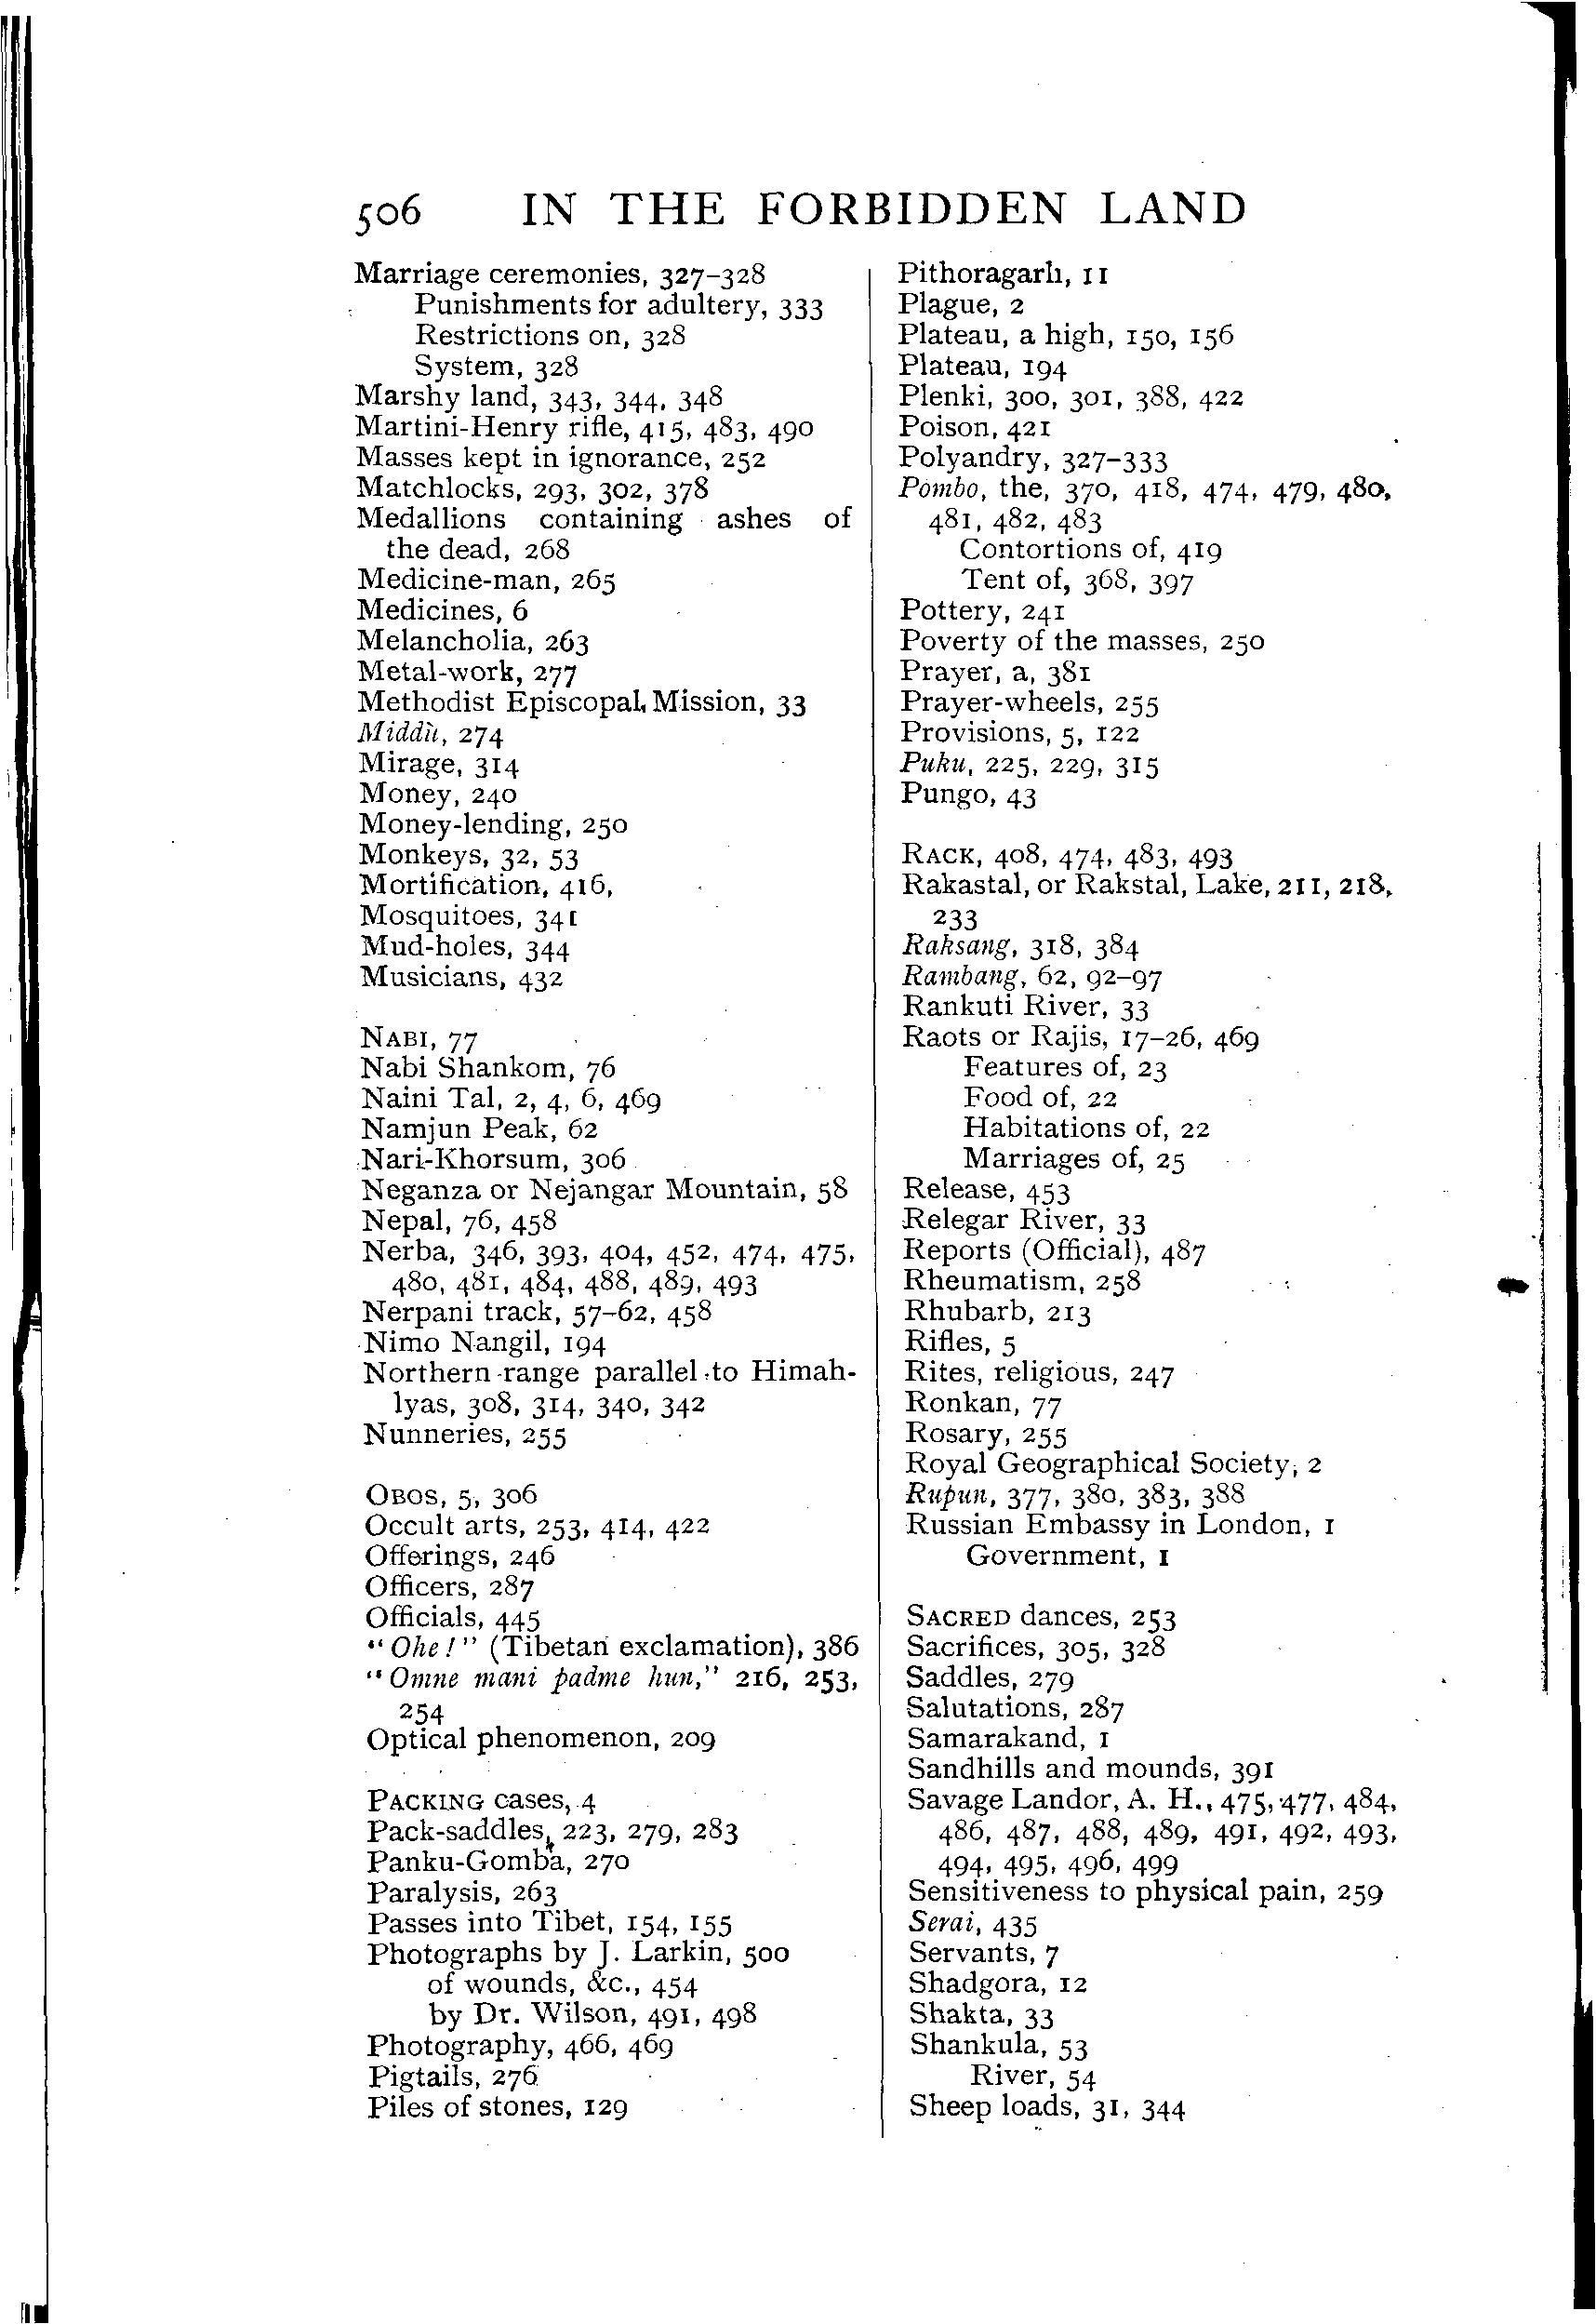 506 IN THE FORBIDDEN LAND
Marriage ceremonies, 327–328
Punishments for adultery, 333
Restrictions on, 328
System, 328
Marshy land, 343, 344, 348
Martini-Henry rifle, 415, 483, 490
Masses kept in ignorance, 252
Matchlocks, 293, 302, 378
Medallions containing ashes of
the dead, 268
Medicine-man, 265
Medicines, 6
Melancholia, 263
Metal-work, 277
Methodist Episcopal Mission, 33
Middù, 274
Mirage, 314
Money, 240
Money-lending, 250
Monkeys, 32, 53
Mortification, 416,
Mosquitoes, 341
Mud-holes, 344
Musicians, 432
NABI, 77
Nabi Shankom, 76
Naini Tal, 2, 4, 6, 469
Namjun Peak, 62
Nari-Khorsum, 306
Neganza or Nejangar Mountain, 58
Nepal, 76, 458
Nerba, 346, 393, 404, 452, 474, 475,
480, 481, 484, 488, 489, 493
Nerpani track, 57–62, 458
Nimo Nangil, 194
Northern range parallel to Himah-
lyas, 308, 314, 340, 342
Nunneries, 255
OBOS, 5, 306
Occult arts, 253, 414, 422
Offerings, 246
Officers, 287
Officials, 445
"Ohe!" (Tibetan exclamation), 386
"Omne mani padme hun," 216, 253,
254
Optical phenomenon, 209
PACKING cases, 4
Pack-saddles, 223, 279, 283
Panku-Gomba, 270
Paralysis, 263
Passes into Tibet, 154, 155
Photographs by J. Larkin, 500
of wounds, &c., 454
by Dr. Wilson, 491, 498
Photography, 466, 469
Pigtails, 276
Piles of stones, 129
Pithoragarh, 11
Plague, 2
Plateau, a high, 150, 156
Plateau, 194
Plenki, 300, 301, 388, 422
Poison, 421
Polyandry, 327–333
Pombo, the, 370, 418, 474, 479, 480,
481, 482, 483
Contortions of, 419
Tent of, 368, 397
Pottery, 241
Poverty of the masses, 250
Prayer, a, 381
Prayer-wheels, 255
Provisions, 5, 122
Puku, 225, 229, 315
Pungo, 43
RACK, 408, 474, 483, 493
Rakastal, or Rakstal, Lake, 211, 218,
233
Raksang, 318, 384
Rambang, 62, 92–97
Rankuti River, 33
Raots or Rajis, 17–26, 469
Features of, 23
Food of, 22
Habitations of, 22
Marriages of, 25
Release, 453
Relegar River, 33
Reports (Official), 487
Rheumatism, 258
Rhubarb, 213
Rifles, 5
Rites, religious, 247
Ronkan, 77
Rosary, 255
Royal Geographical Society, 2
Rupun, 377, 380, 383, 388
Russian Embassy in London, 1
Government, 1
SACRED dances, 253
Sacrifices, 305, 328
Saddles, 279
Salutations, 287
Samarakand, 1
Sandhills and mounds, 391
Savage Landor, A. H., 475, 477, 484,
486, 487, 488, 489, 491, 492, 493,
494, 495, 496, 499
Sensitiveness to physical pain, 259
Serai, 435
Servants, 7
Shadgora, 12
Shakta, 33
Shankula, 53
River, 54
Sheep loads, 31, 344